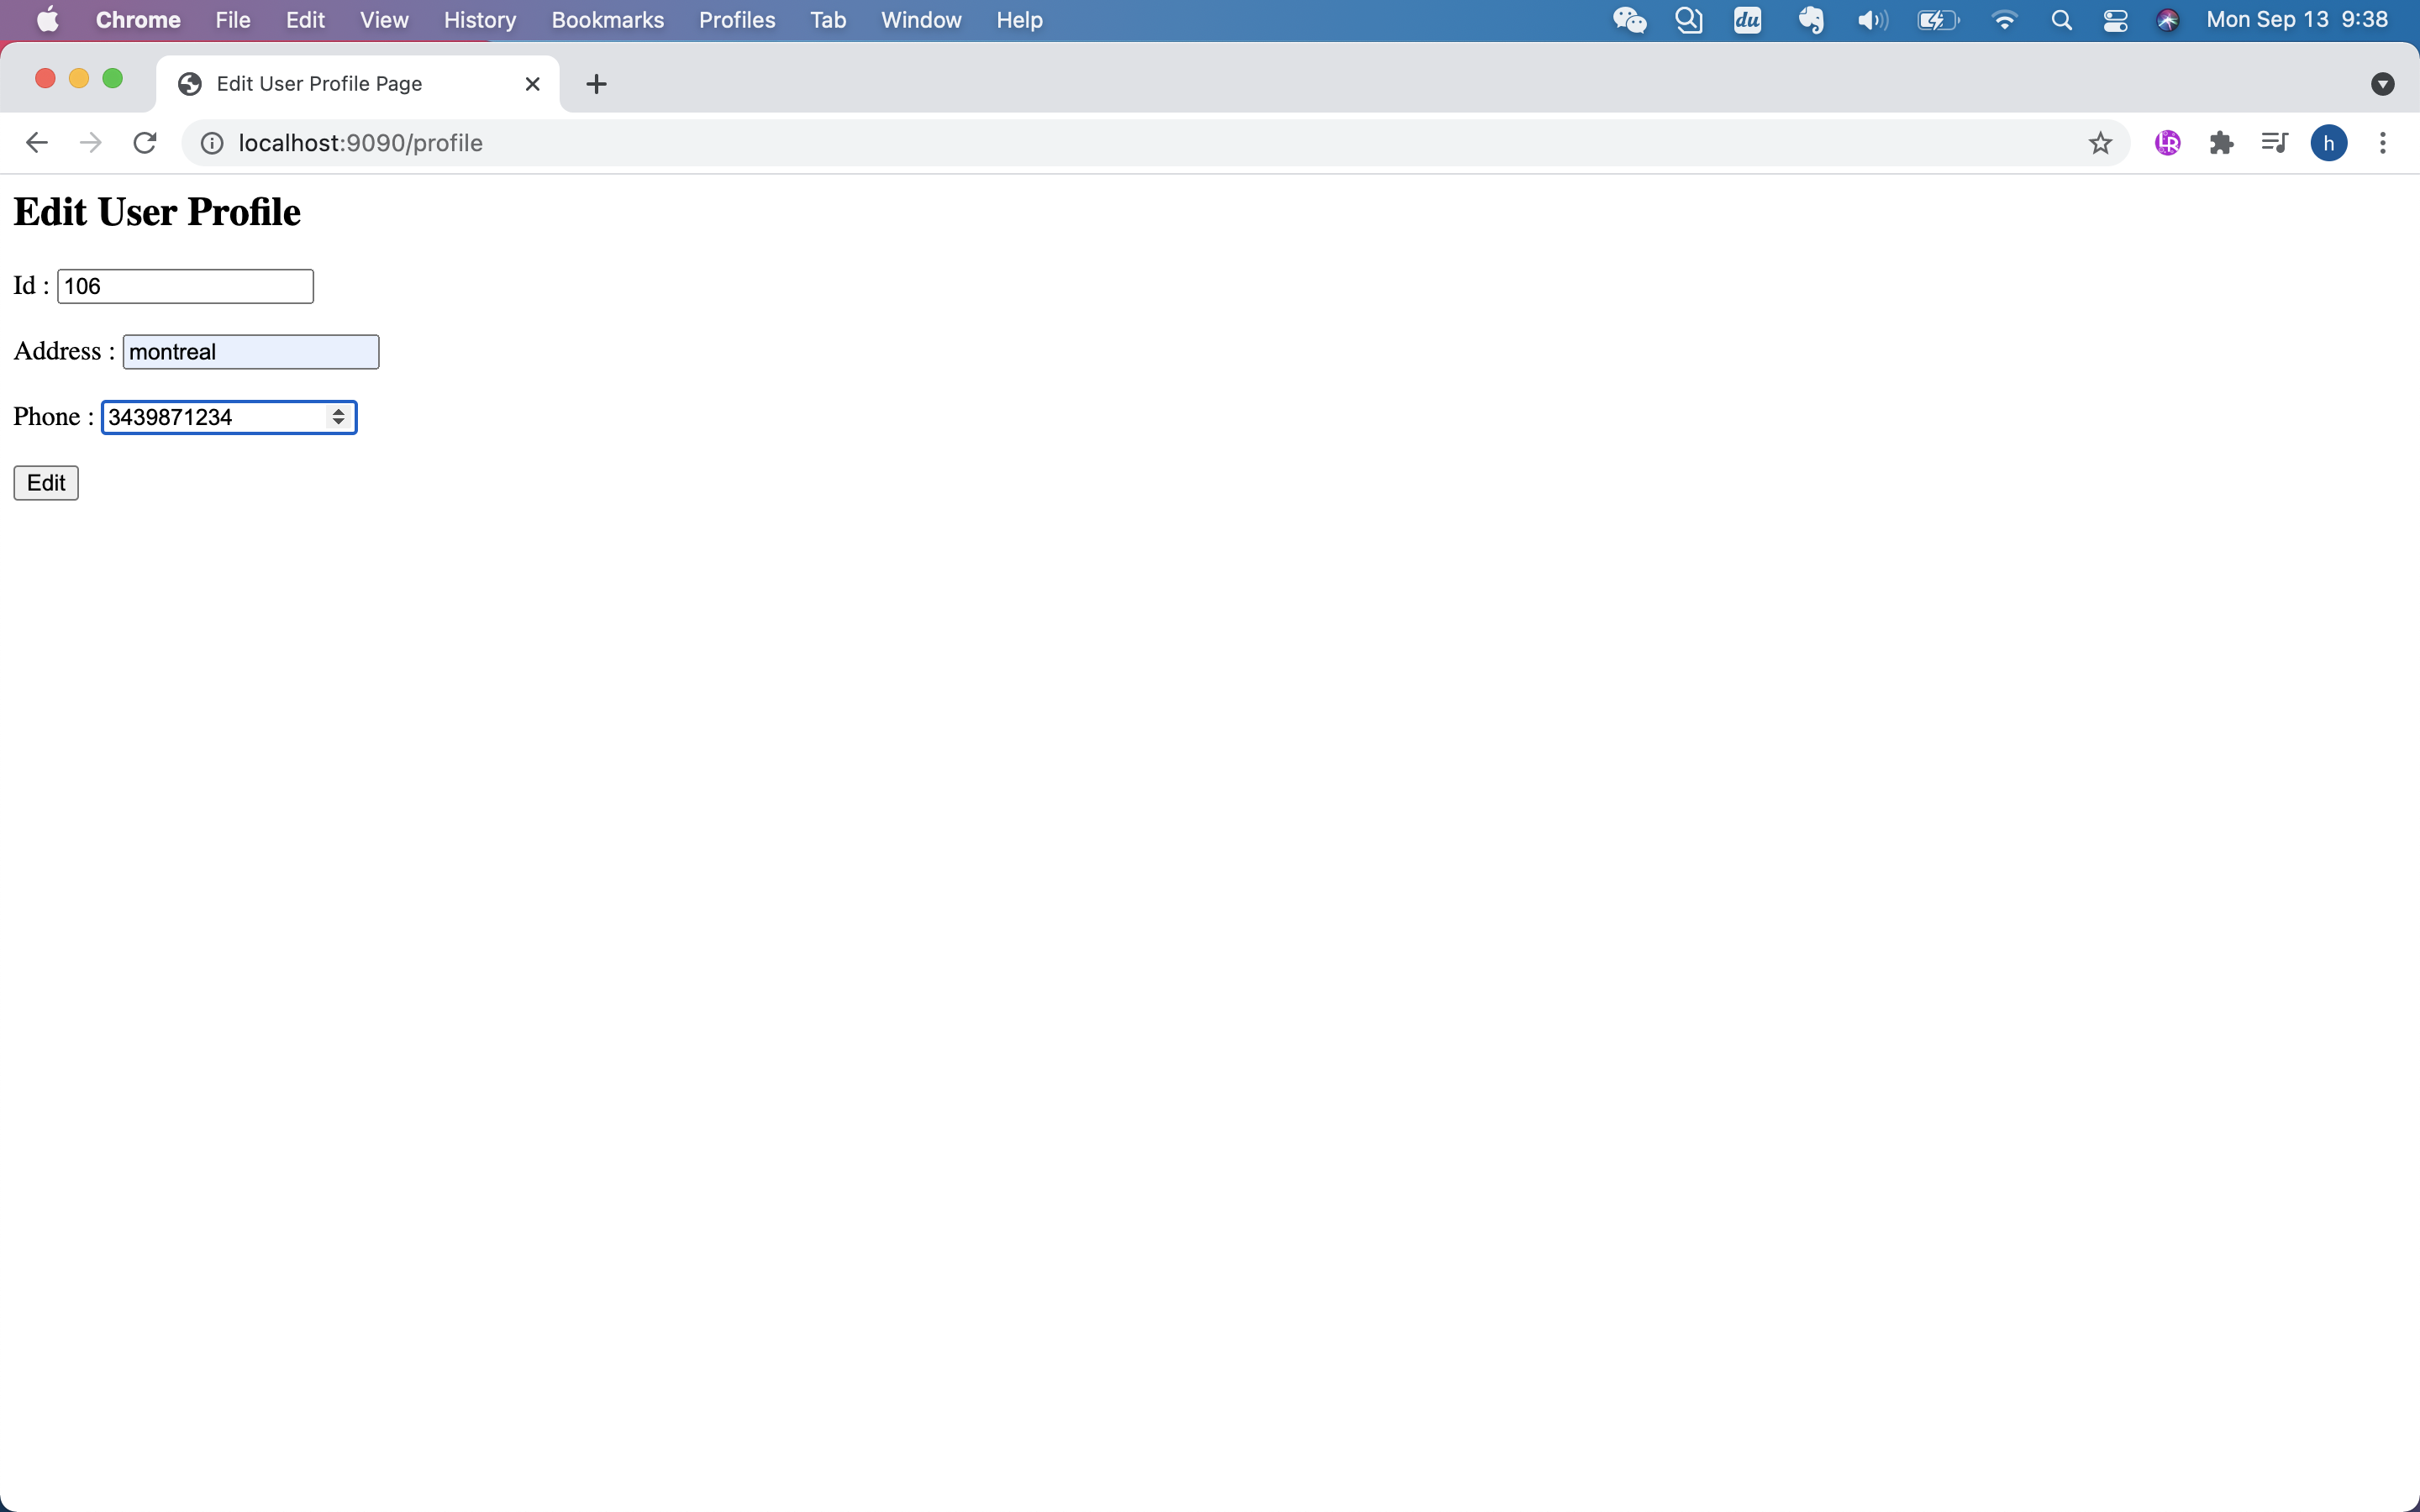 Chrome File Edit View History Bookmarks Profiles Tab Window Help du Mon Sep 13 9:38
Edit User Profile Page
localhost:9090/profile h
Edit User Profile
Id : 106
Address : montreal
Phone : 3439871234
Edit